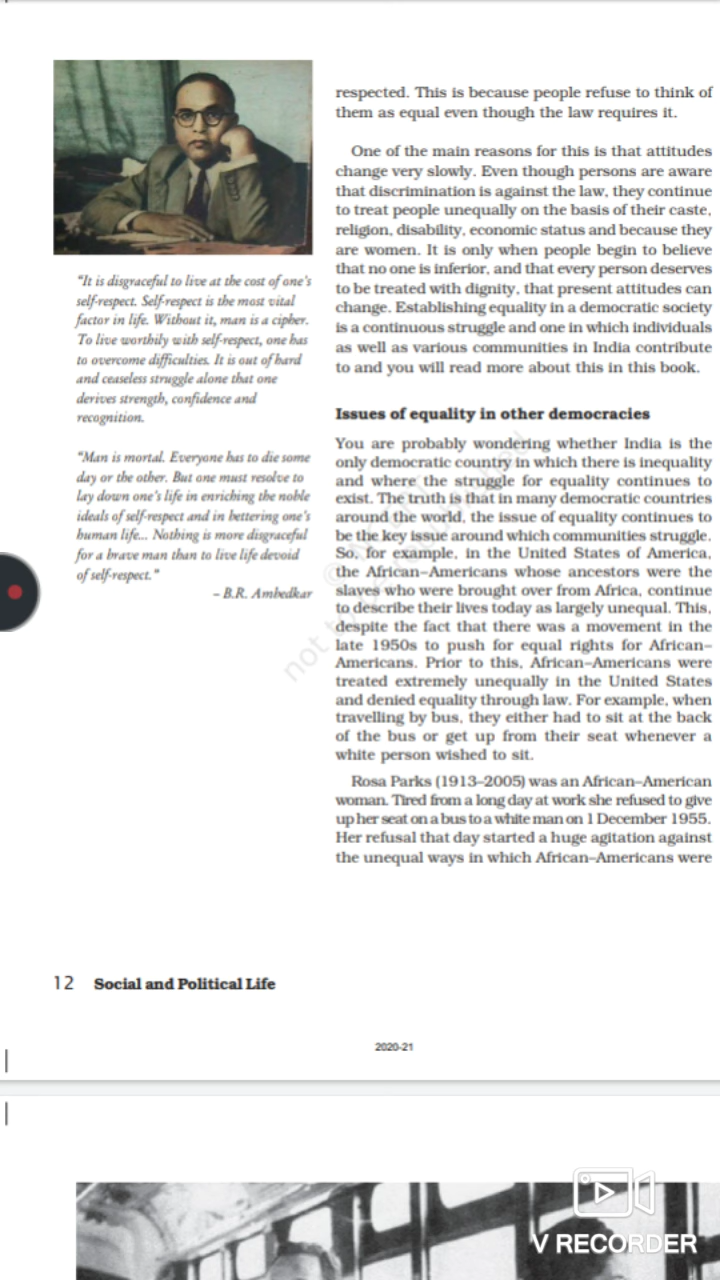 "It is disgraceful to live at the cost of one's
self-respect. Self-respect is the most vital
factor in life. Without it, man is a cipher.
To live worthily with self-respect, one has
to overcome difficulties. It is out of hard
and ceaseless struggle alone that one
derives strength, confidence and
recognition.
"Man is mortal. Everyone has to die some
day or the other. But one must resolve to
lay down one's life in enriching the noble
ideals of self-respect and in bettering one's
human life... Nothing is more disgraceful
for a brave man than to live life devoid
of self-respect."
– B.R. Ambedkar
respected. This is because people refuse to think of
them as equal even though the law requires it.
One of the main reasons for this is that attitudes
change very slowly. Even though persons are aware
that discrimination is against the law, they continue
to treat people unequally on the basis of their caste,
religion, disability, economic status and because they
are women. It is only when people begin to believe
that no one is inferior, and that every person deserves
to be treated with dignity, that present attitudes can
change. Establishing equality in a democratic society
is a continuous struggle and one in which individuals
as well as various communities in India contribute
to and you will read more about this in this book.
Issues of equality in other democracies
You are probably wondering whether India is the
only democratic country in which there is inequality
and where the struggle for equality continues to
exist. The truth is that in many democratic countries
around the world, the issue of equality continues to
be the key issue around which communities struggle.
So, for example, in the United States of America,
the African–Americans whose ancestors were the
slaves who were brought over from Africa, continue
to describe their lives today as largely unequal. This,
despite the fact that there was a movement in the
late 1950s to push for equal rights for African–
Americans. Prior to this, African–Americans were
treated extremely unequally in the United States
and denied equality through law. For example, when
travelling by bus, they either had to sit at the back
of the bus or get up from their seat whenever a
white person wished to sit.
Rosa Parks (1913–2005) was an African–American
woman. Tired from a long day at work she refused to give
up her seat on a bus to a white man on 1 December 1955.
Her refusal that day started a huge agitation against
the unequal ways in which African–Americans were
12 Social and Political Life
2020-21
V RECORDER